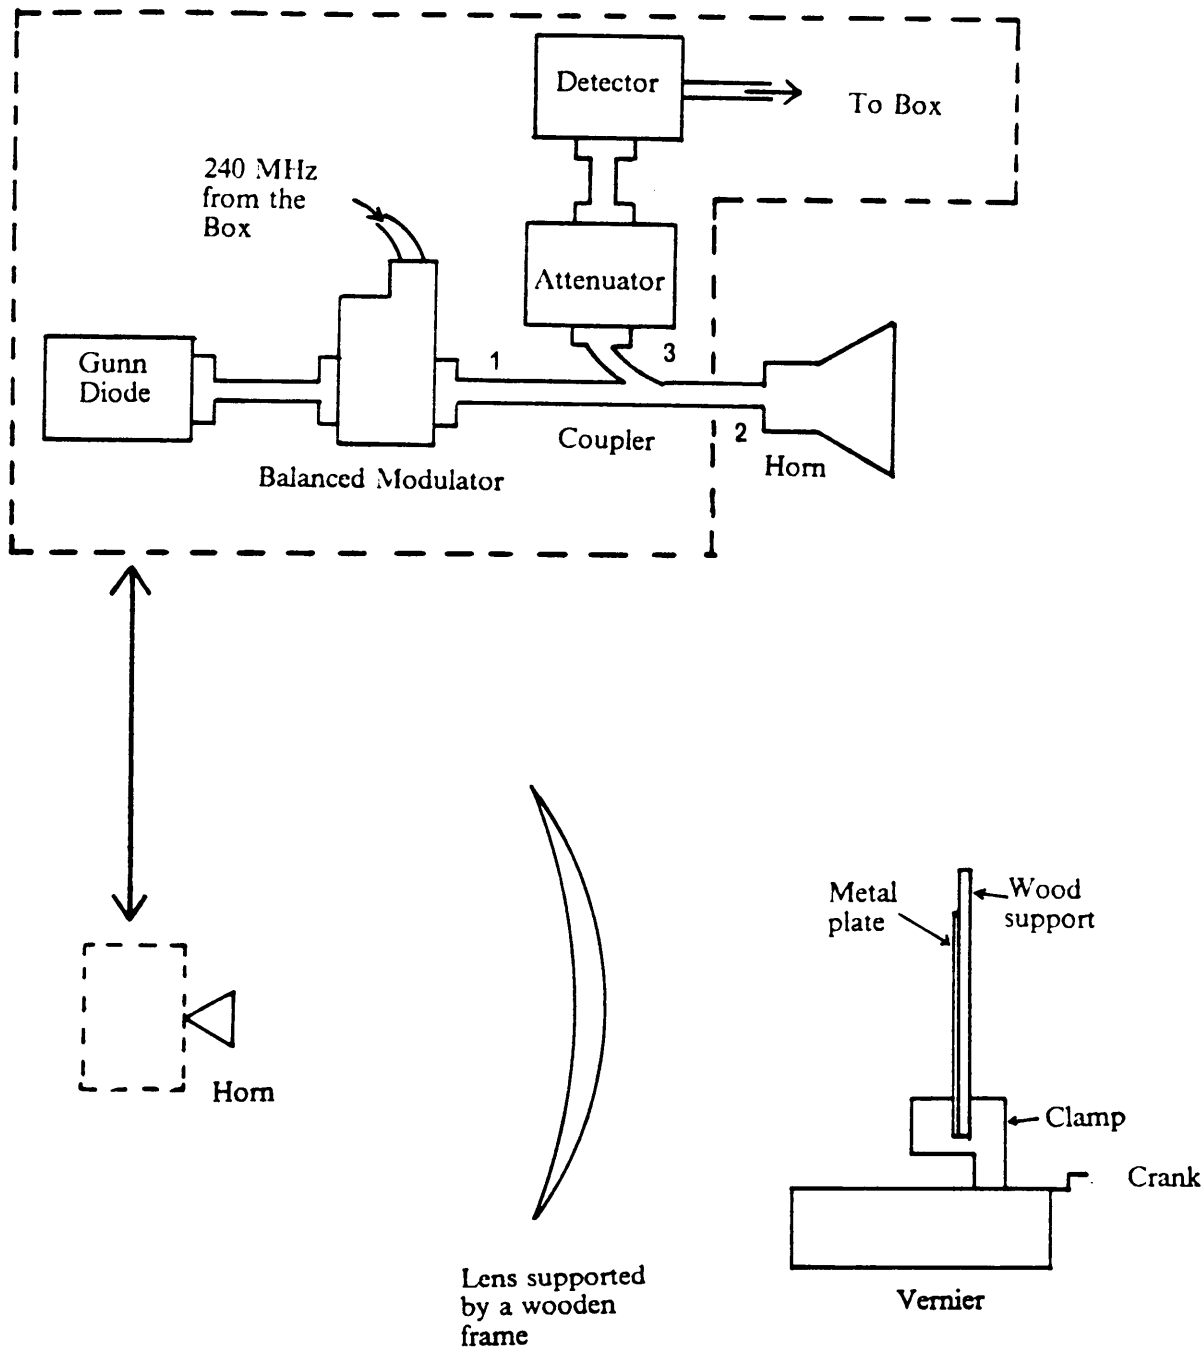 Detector
To Box
240 MHz
from the
Box
Attenuator
Gunn
Diode
1
3
Coupler
2
Horn
Balanced Modulator
Metal
plate
Wood
support
Horn
Clamp
Crank
Lens supported
by a wooden
frame
Vernier